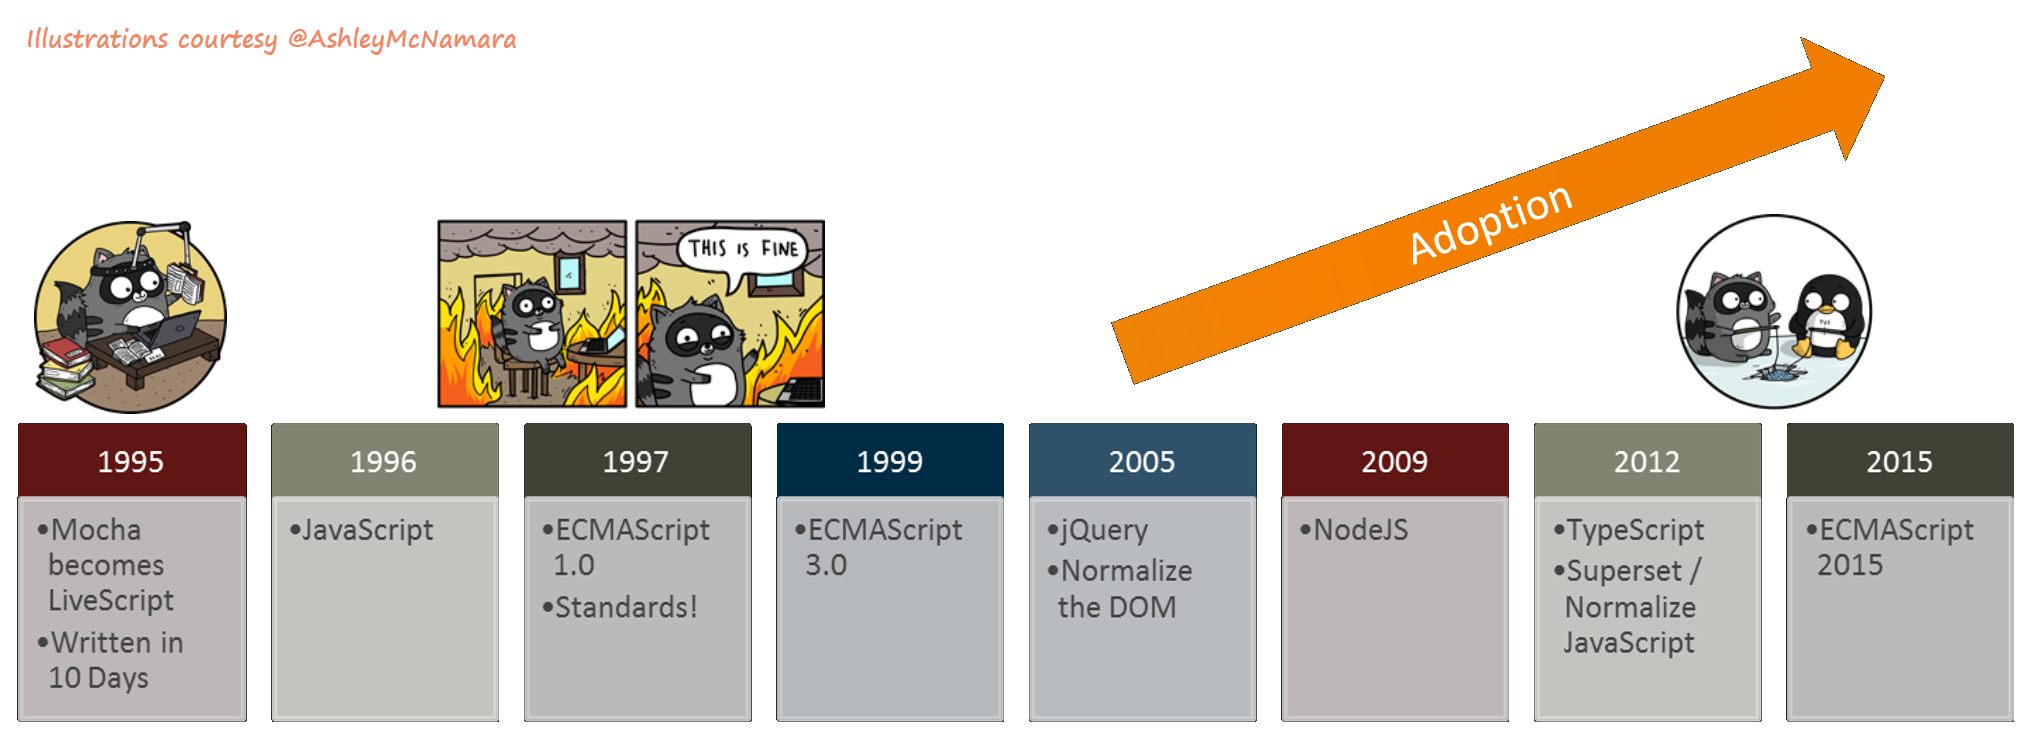 Illustrations courtesy @AshleyMcNamara
Adoption
THIS IS FINE
1995
•Mocha
becomes
LiveScript
•Written in
10 Days
1996
•JavaScript
1997
•ECMAScript
1.0
•Standards!
1999
•ECMAScript
3.0
2005
•jQuery
•Normalize
the DOM
2009
•NodeJS
2012
•TypeScript
•Superset /
Normalize
JavaScript
2015
•ECMAScript
2015